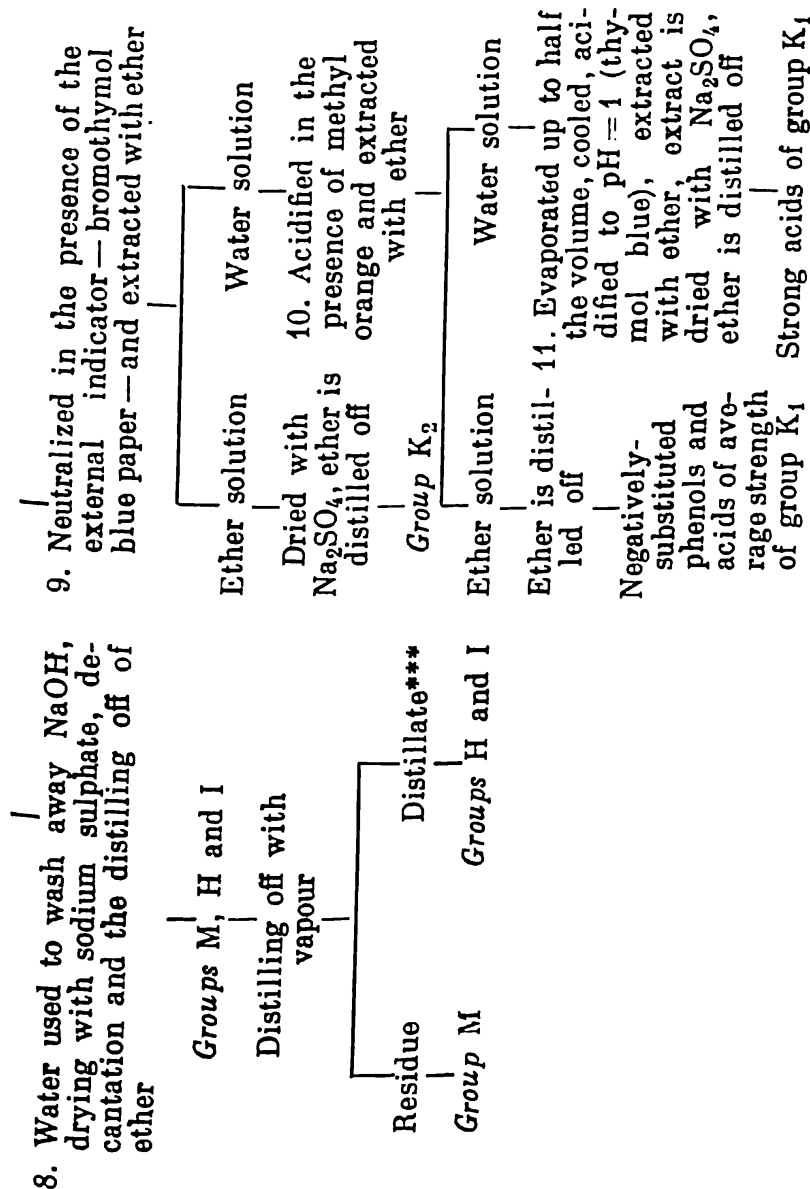 8. Water used to wash away NaOH,
drying with sodium sulphate, de-
cantation and the distilling off of
ether
Groups M, H and I
Distilling off with
vapour
Residue
Group M
Distillate***
Groups H and I
9. Neutralized in the presence of the
external indicator—bromothymol
blue paper—and extracted with ether
Ether solution
Dried with
Na₂SO₄, ether is
distilled off
Group K₂
Water solution
10. Acidified in the
presence of methyl
orange and extracted
with ether
Ether solution
Ether is distil-
led off
Negatively-
substituted
phenols and
acids of ave-
rage strength
of group K₁
Water solution
11. Evaporated up to half
the volume, cooled, aci-
dified to pH = 1 (thy-
mol blue), extracted
with ether, extract is
dried with Na₂SO₄,
ether is distilled off
Strong acids of group K₁